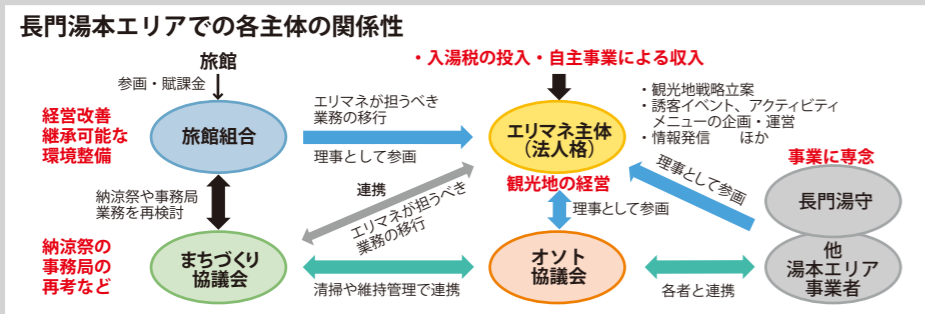 長門湯本エリアでの各主体の関係性
旅館
参画・賦課金
・入湯税の投入・自主事業による収入
経営改善
継承可能な
環境整備
旅館組合
エリマネが担うべき
業務の移行
理事として参画
エリマネ主体
(法人格)
観光地の経営
・観光地戦略立案
・誘客イベント、アクティビティ
メニューの企画・運営
・情報発信　ほか
事業に専念
理事として参画
長門湯守
納涼祭や事務局
業務を再検討
連携
エリマネが担うべき
業務の移行
理事として参画
納涼祭の
事務局の
再考など
まちづくり
協議会
清掃や維持管理で連携
オソト
協議会
各者と連携
他
湯本エリア
事業者